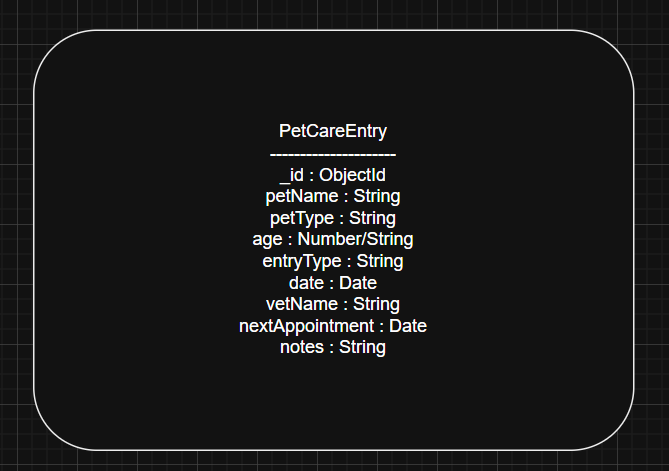 PetCareEntry
---------------------
_id : ObjectId
petName : String
petType : String
age : Number/String
entryType : String
date : Date
vetName : String
nextAppointment : Date
notes : String